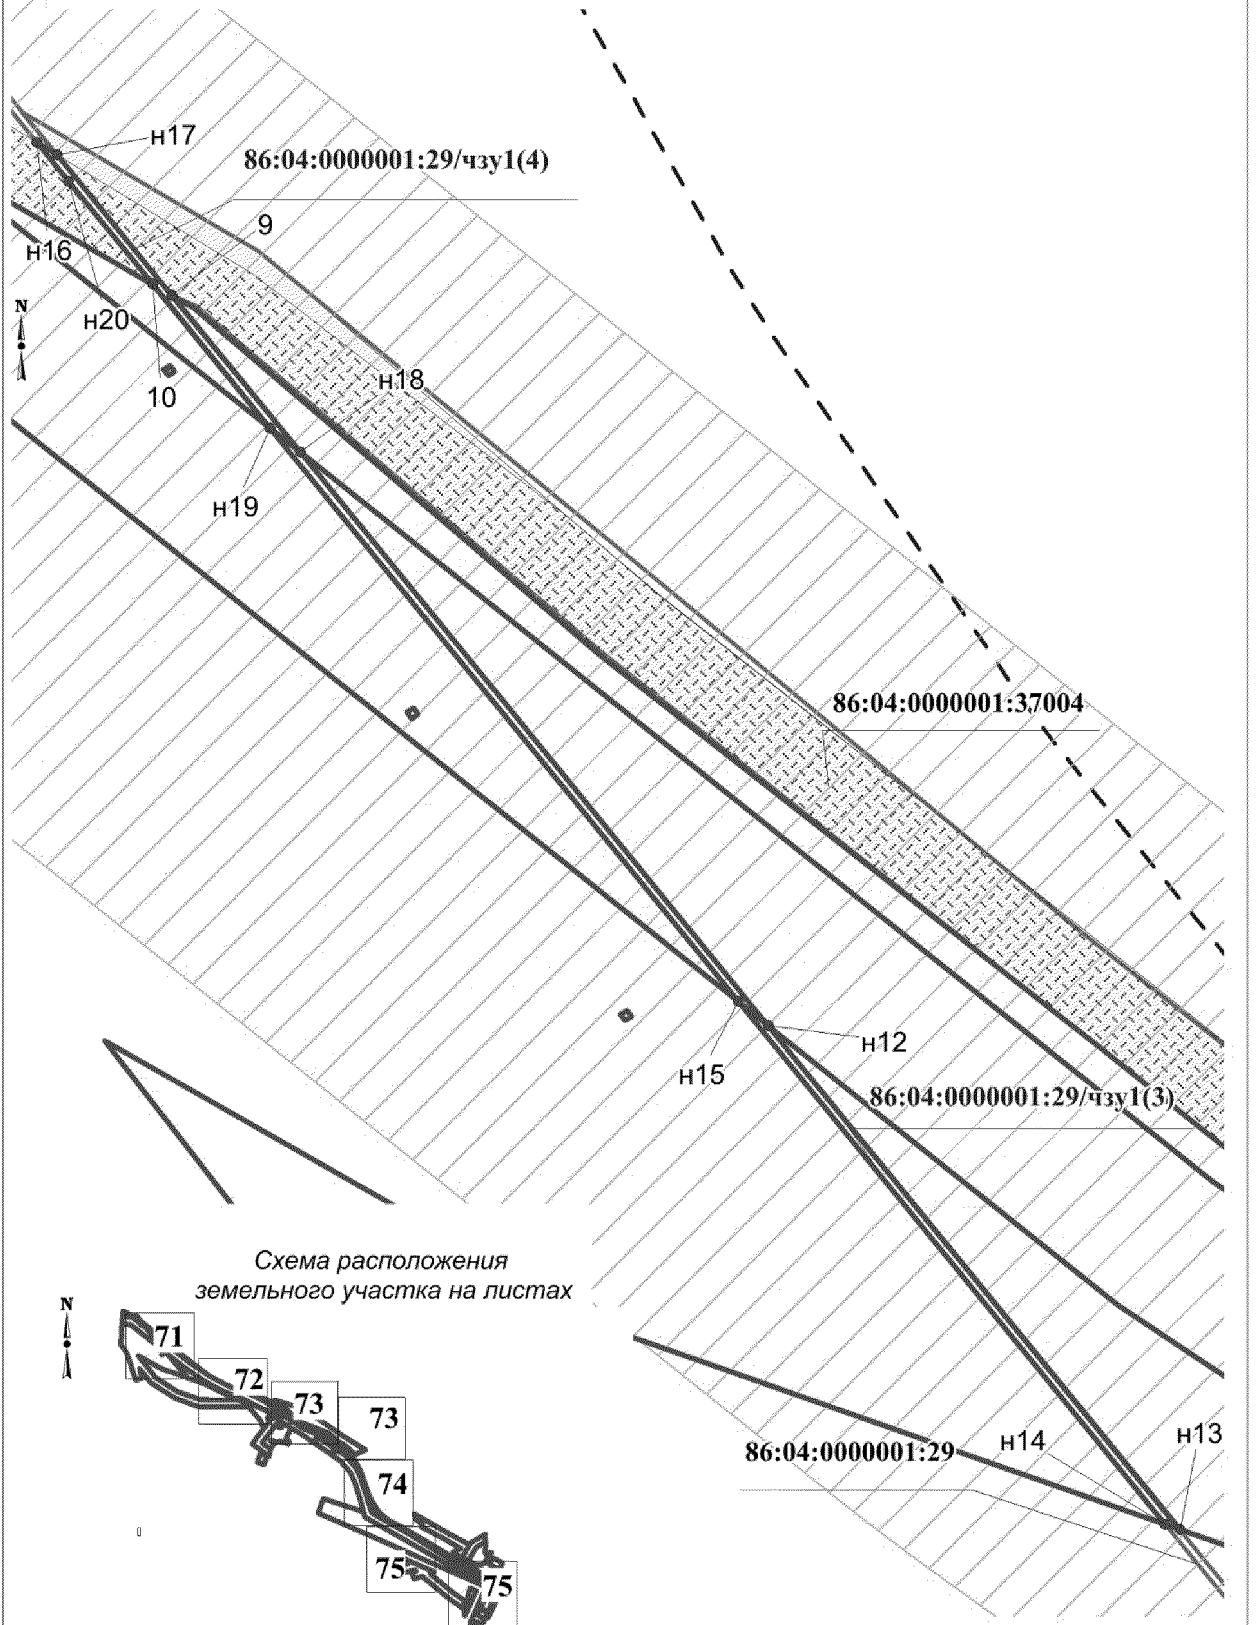 н17
86:04:0000001:29/чзу1(4)
9
н16
N
н20
н18
10
н19
86:04:0000001:37004
н12
н15
86:04:0000001:29/чзу1(3)
Схема расположения
земельного участка на листах
N
71
72
73
73
74
75
75
86:04:0000001:29
н14
н13